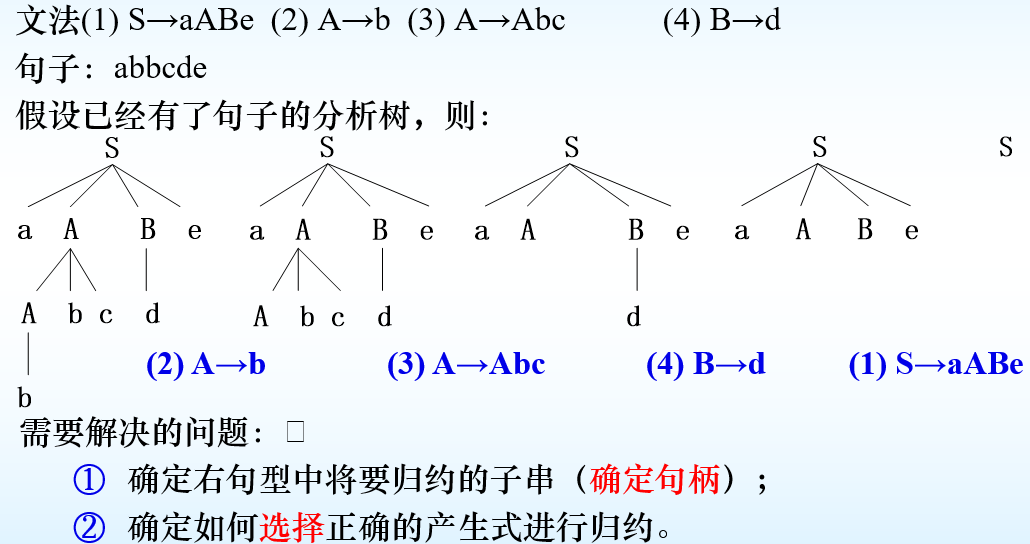 文法(1) S→aABe (2) A→b (3) A→Abc (4) B→d
句子：abbcde
假设已经有了句子的分析树，则：
S S S S S
a A B e a A B e a A B e a A B e
A b c d A b c d d
(2) A→b (3) A→Abc (4) B→d (1) S→aABe
b
需要解决的问题：□
① 确定右句型中将要归约的子串（确定句柄）；
② 确定如何选择正确的产生式进行归约。